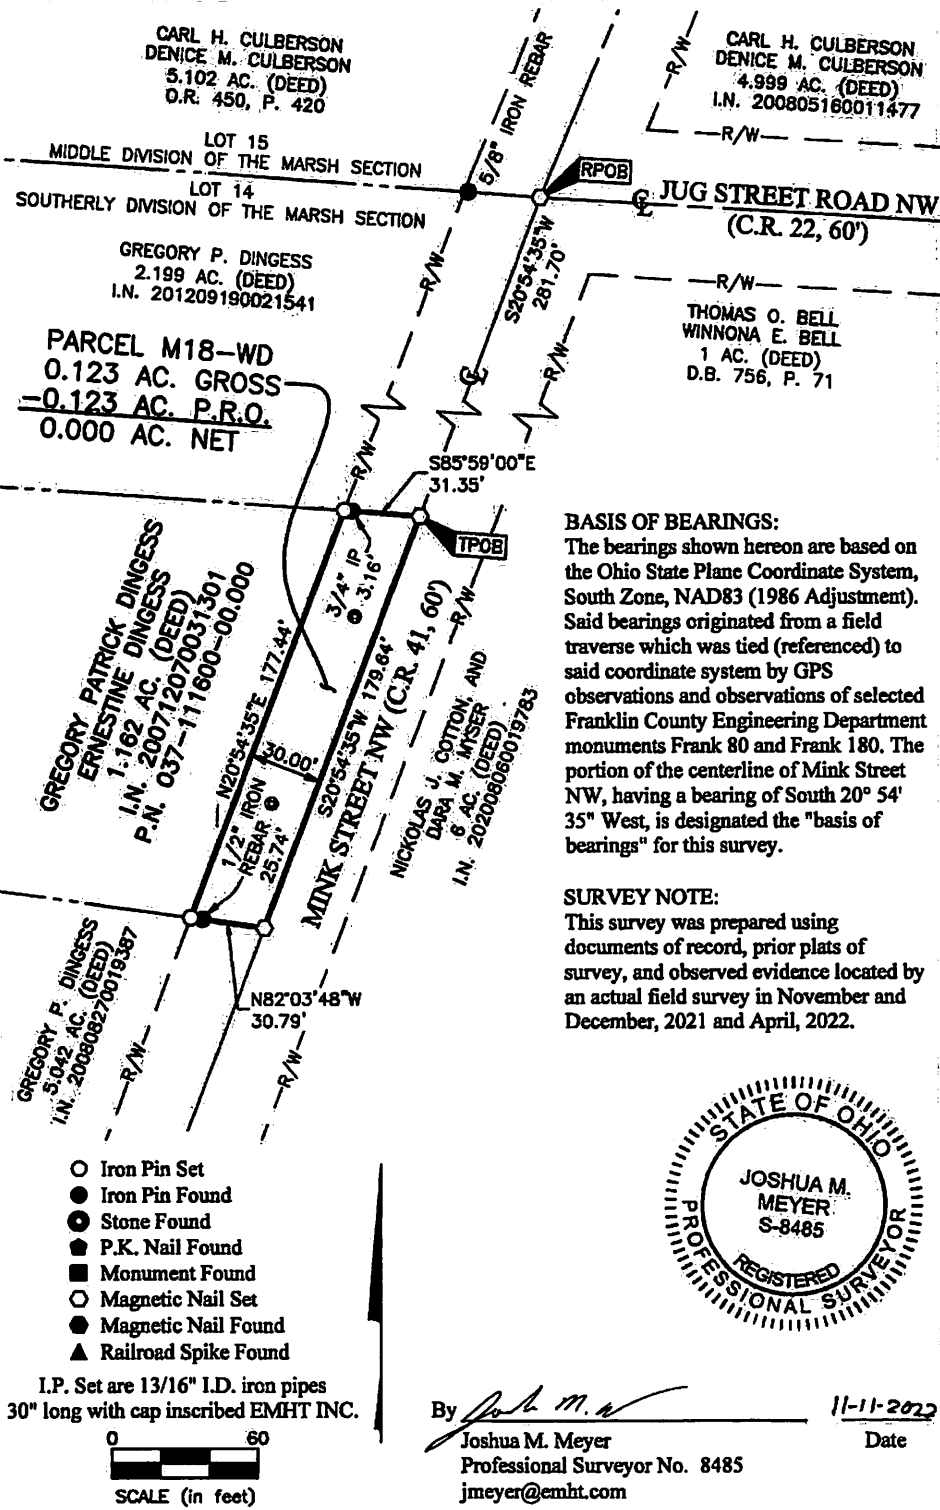 CARL H. CULBERSON
DENICE M. CULBERSON
5.102 AC. (DEED)
O.R. 450, P. 420
5/8" IRON REBAR
R/W
CARL H. CULBERSON
DENICE M. CULBERSON
4.999 AC. (DEED)
I.N. 200805160011477
R/W
LOT 15
MIDDLE DIVISION OF THE MARSH SECTION
LOT 14
SOUTHERLY DIVISION OF THE MARSH SECTION
RPOB
CL JUG STREET ROAD NW
(C.R. 22, 60')
GREGORY P. DINGESS
2.199 AC. (DEED)
I.N. 201209190021541
R/W
S20°54'35"W
281.70'
R/W
THOMAS O. BELL
WINNONA E. BELL
1 AC. (DEED)
D.B. 756, P. 71
PARCEL M18-WD
0.123 AC. GROSS
-0.123 AC. P.R.O.
0.000 AC. NET
CL
R/W
R/W
S85°59'00"E
31.35'
TPOB
3/4" IP
@ 3.16'
R/W
GREGORY PATRICK DINGESS
ERNESTINE DINGESS
1.162 AC. (DEED)
I.N. 200712070031301
P.N. 037-111600-00.000
N20°54'35"E 177.44'
30.00'
S20°54'35"W 179.64'
MINK STREET NW (C.R. 41, 60')
NICKOLAS J. COTTON, AND
DARA M. MYSER
6 AC. (DEED)
I.N. 202008060019783
1/2" IRON
REBAR @
25.74'
GREGORY P. DINGESS
5.042 AC. (DEED)
I.N. 200808270019387
N82°03'48"W
30.79'
R/W
R/W
BASIS OF BEARINGS:
The bearings shown hereon are based on
the Ohio State Plane Coordinate System,
South Zone, NAD83 (1986 Adjustment).
Said bearings originated from a field
traverse which was tied (referenced) to
said coordinate system by GPS
observations and observations of selected
Franklin County Engineering Department
monuments Frank 80 and Frank 180. The
portion of the centerline of Mink Street
NW, having a bearing of South 20° 54'
35" West, is designated the "basis of
bearings" for this survey.
SURVEY NOTE:
This survey was prepared using
documents of record, prior plats of
survey, and observed evidence located by
an actual field survey in November and
December, 2021 and April, 2022.
STATE OF OHIO
JOSHUA M.
MEYER
S-8485
REGISTERED
PROFESSIONAL SURVEYOR
Iron Pin Set
Iron Pin Found
Stone Found
P.K. Nail Found
Monument Found
Magnetic Nail Set
Magnetic Nail Found
Railroad Spike Found
I.P. Set are 13/16" I.D. iron pipes
30" long with cap inscribed EMHT INC.
0 60
SCALE (in feet)
By
11-11-2022
Joshua M. Meyer
Date
Professional Surveyor No. 8485
jmeyer@emht.com